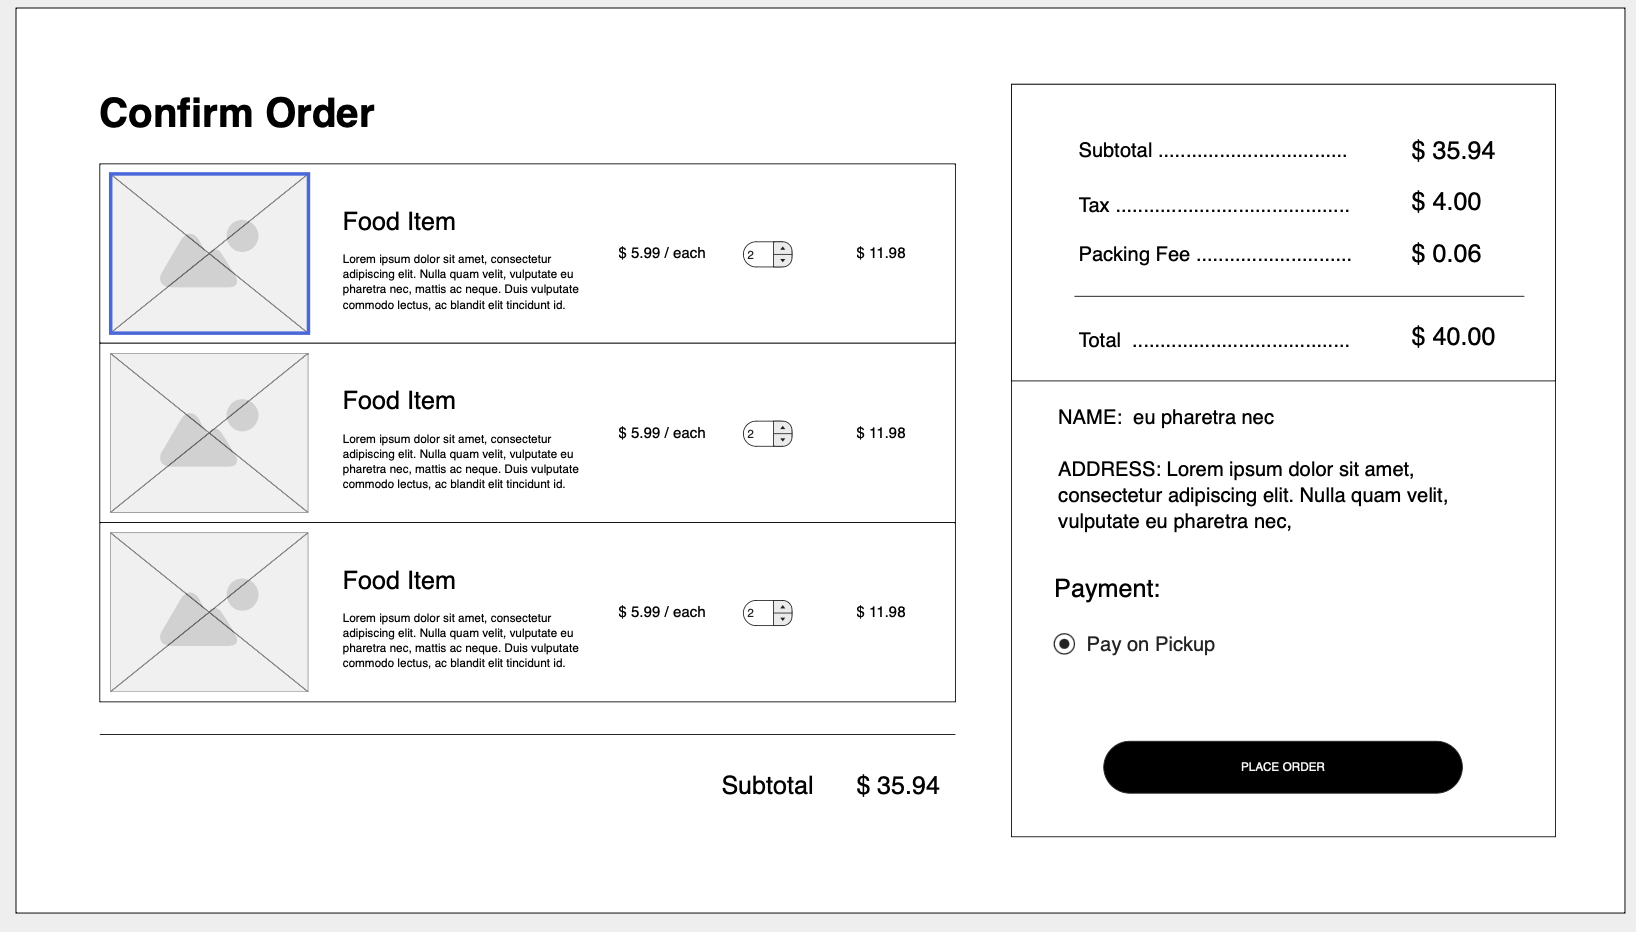 Confirm Order
Food Item
Lorem ipsum dolor sit amet, consectetur
adipiscing elit. Nulla quam velit, vulputate eu
pharetra nec, mattis ac neque. Duis vulputate
commodo lectus, ac blandit elit tincidunt id.
$ 5.99 / each
2
$ 11.98
Food Item
Lorem ipsum dolor sit amet, consectetur
adipiscing elit. Nulla quam velit, vulputate eu
pharetra nec, mattis ac neque. Duis vulputate
commodo lectus, ac blandit elit tincidunt id.
$ 5.99 / each
2
$ 11.98
Food Item
Lorem ipsum dolor sit amet, consectetur
adipiscing elit. Nulla quam velit, vulputate eu
pharetra nec, mattis ac neque. Duis vulputate
commodo lectus, ac blandit elit tincidunt id.
$ 5.99 / each
2
$ 11.98
Subtotal $ 35.94
Subtotal .................................. $ 35.94
Tax .......................................... $ 4.00
Packing Fee ............................ $ 0.06
Total ....................................... $ 40.00
NAME: eu pharetra nec
ADDRESS: Lorem ipsum dolor sit amet,
consectetur adipiscing elit. Nulla quam velit,
vulputate eu pharetra nec,
Payment:
Pay on Pickup
PLACE ORDER